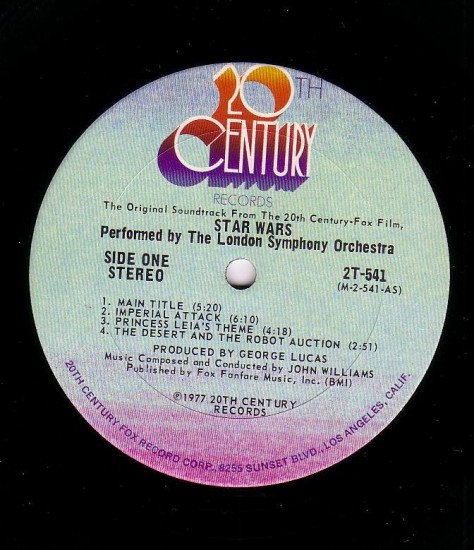 20TH
CENTURY
RECORDS
The Original Soundtrack From The 20th Century-Fox Film,
STAR WARS
Performed by The London Symphony Orchestra
SIDE ONE
STEREO
2T-541
(M-2-541-AS)
1. MAIN TITLE (5:20)
2. IMPERIAL ATTACK (6:10)
3. PRINCESS LEIA'S THEME (4:18)
4. THE DESERT AND THE ROBOT AUCTION (2:51)
PRODUCED BY GEORGE LUCAS
Music Composed and Conducted by JOHN WILLIAMS
Published by Fox Fanfare Music, Inc. (BMI)
℗1977 20TH CENTURY
RECORDS
20TH CENTURY FOX RECORD CORP., 8255 SUNSET BLVD., LOS ANGELES, CALIF.